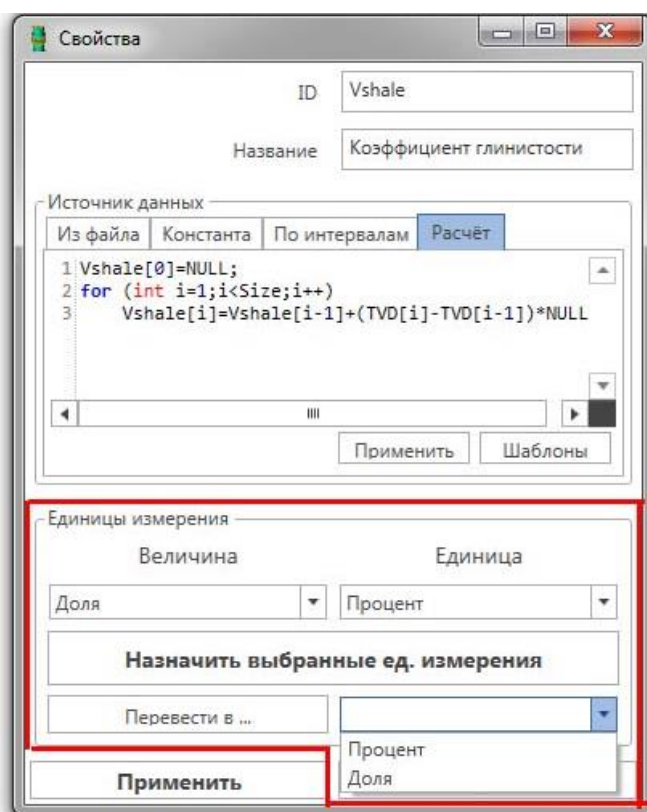 Свойства
ID Vshale
Название Коэффициент глинистости
Источник данных
Из файла Константа По интервалам Расчёт
1 Vshale[0]=NULL;
2 for (int i=1;i<Size;i++)
3 Vshale[i]=Vshale[i-1]+(TVD[i]-TVD[i-1])*NULL
Применить Шаблоны
Единицы измерения
Величина Единица
Доля Процент
Назначить выбранные ед. измерения
Перевести в ...
Процент
Доля
Применить